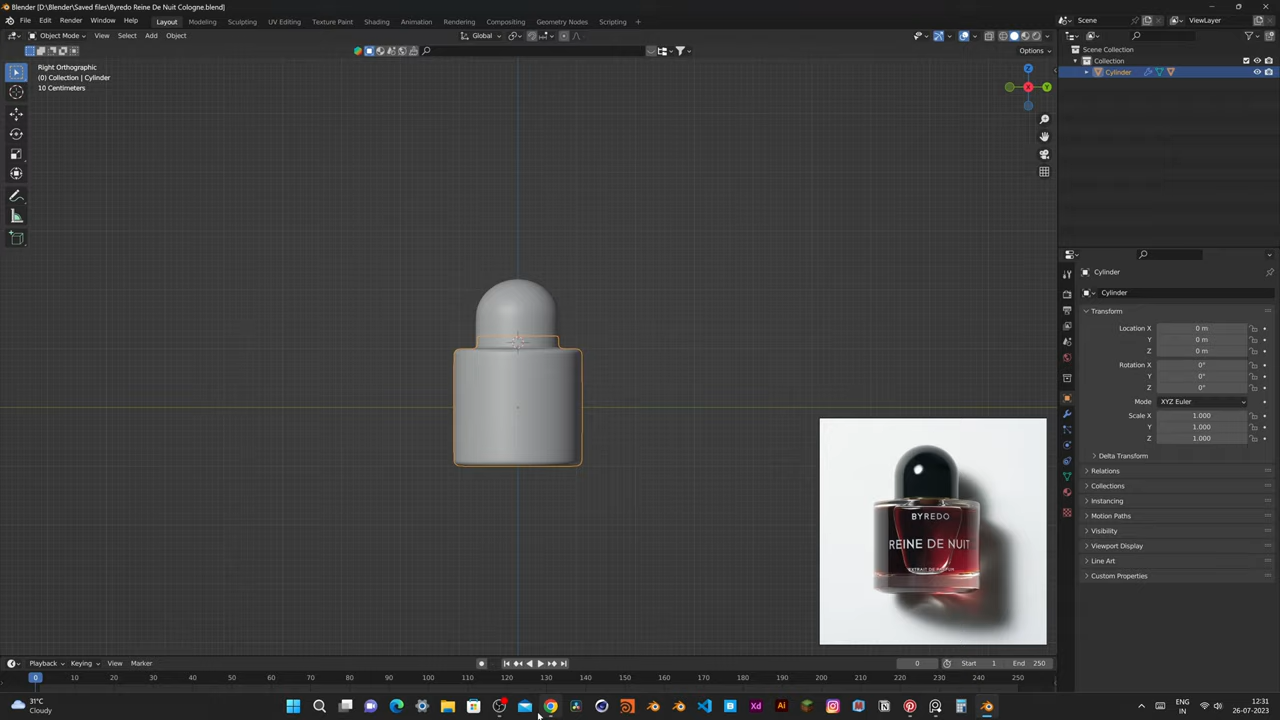 Blender [D:\Blender\Saved files\Byredo Reine De Nuit Cologne.blend]
File Edit Render Window Help Layout Modeling Sculpting UV Editing Texture Paint Shading Animation Rendering Compositing Geometry Nodes Scripting +
Scene ViewLayer
Object Mode View Select Add Object Global
Options
Right Orthographic
(0) Collection | Cylinder
10 Centimeters
Z
X
Y
Scene Collection
Collection
Cylinder
Cylinder
Cylinder
Transform
Location X 0 m
Y 0 m
Z 0 m
Rotation X 0°
Y 0°
Z 0°
Mode XYZ Euler
Scale X 1.000
Y 1.000
Z 1.000
Delta Transform
Relations
Collections
Instancing
Motion Paths
Visibility
Viewport Display
Line Art
Custom Properties
BYREDO
REINE DE NUIT
EXTRAIT DE PARFUM
Playback Keying View Marker 0 Start 1 End 250
0 10 20 30 40 50 60 70 80 90 100 110 120 130 140 150 160 170 180 190 200 210 220 230 240 250
31°C
Cloudy
Xd Ai
ENG
IN
12:31
26-07-2023